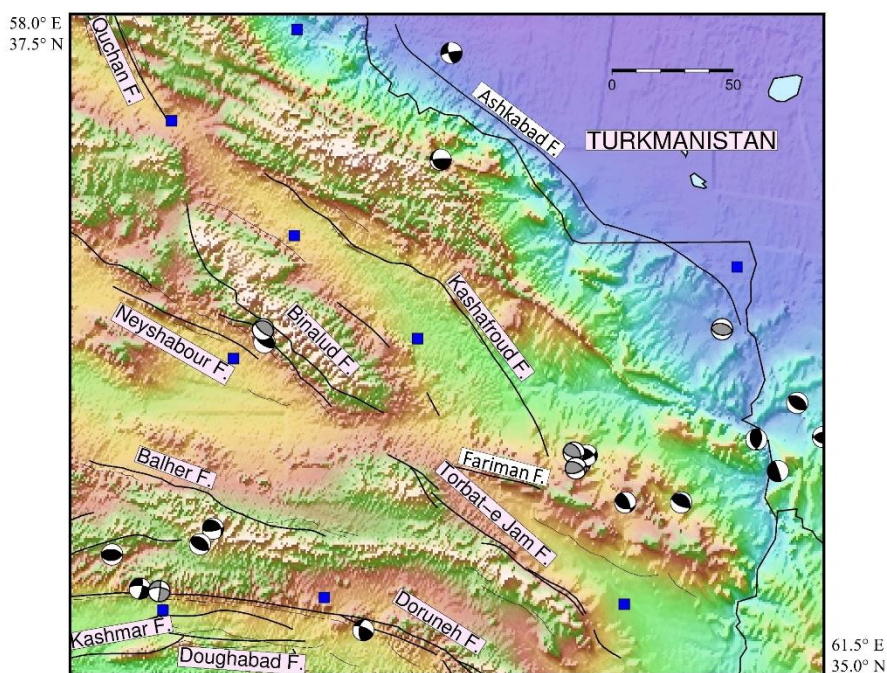 58.0° E
37.5° N
Quchan F.
Ashkabad F.
0
50
TURKMANISTAN
Kashafroud F.
Binalud F.
Neyshabour F.
Fariman F.
Balher F.
Torbat-e Jam F.
Doruneh F.
Kashmar F.
Doughabad F.
61.5° E
35.0° N